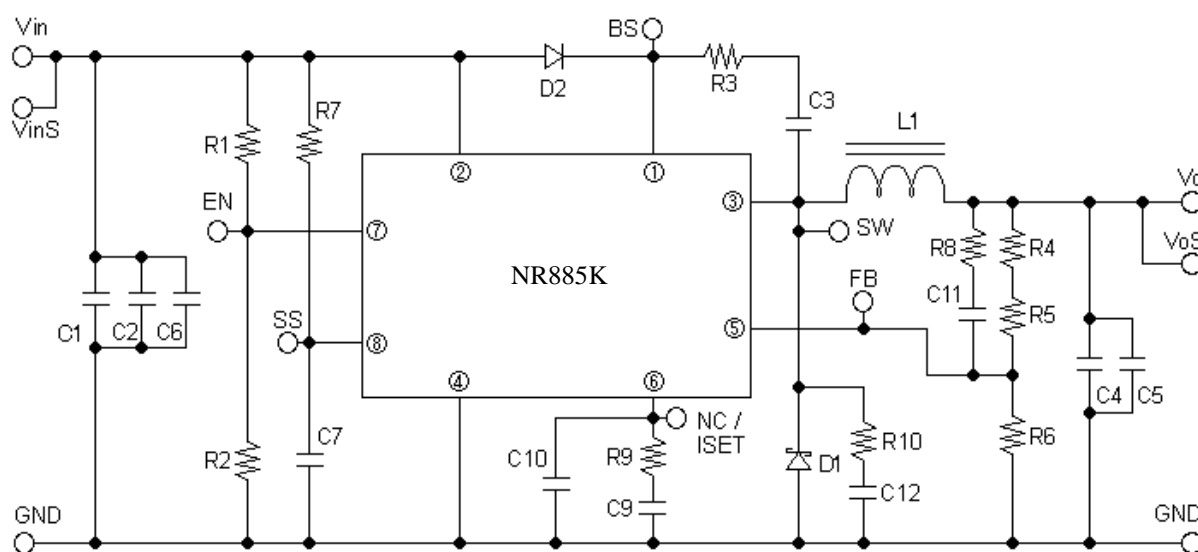 Vin
BS
D2
R3
VinS
R7
C3
R1
L1
②
①
③
Vo
EN
SW
⑦
R8
R4
VoS
NR885K
FB
C11
C1
C2
C6
SS
R5
⑤
⑧
④
⑥
C4
C5
NC /
ISET
C7
R2
C10
R9
R10
R6
D1
C9
C12
GND
GND